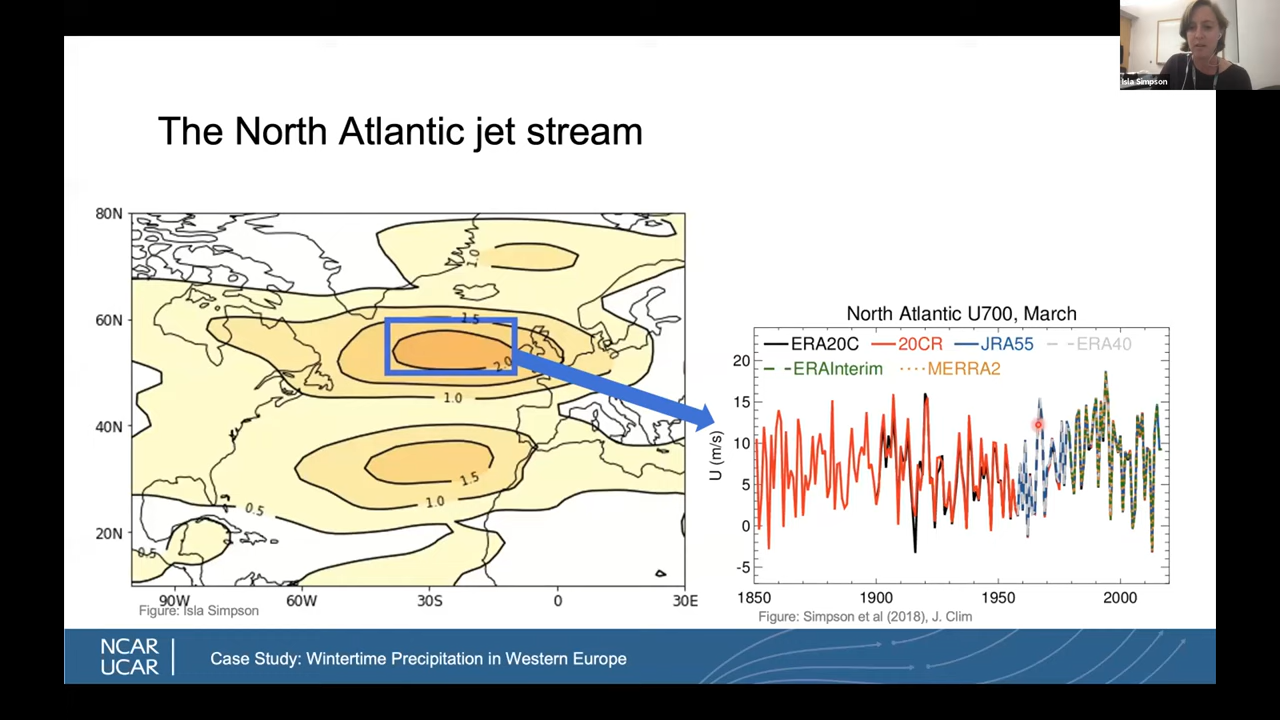 Isla Simpson
The North Atlantic jet stream
80N
60N
40N
20N
90W
60W
30S
0
30E
1.0
1.5
2.0
1.0
1.5
1.0
0.5
0.5
Figure: Isla Simpson
North Atlantic U700, March
ERA20C 20CR JRA55 ERA40
ERAInterim MERRA2
U (m/s)
20
15
10
5
0
-5
1850 1900 1950 2000
Figure: Simpson et al (2018), J. Clim
NCAR
UCAR
Case Study: Wintertime Precipitation in Western Europe